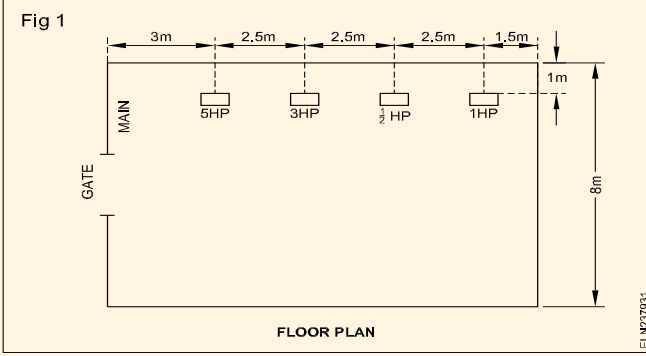 Fig 1
3m 2.5m 2.5m 2.5m 1.5m
1m
MAIN
5HP 3HP ½ HP 1HP
GATE
8m
FLOOR PLAN
ELN237931